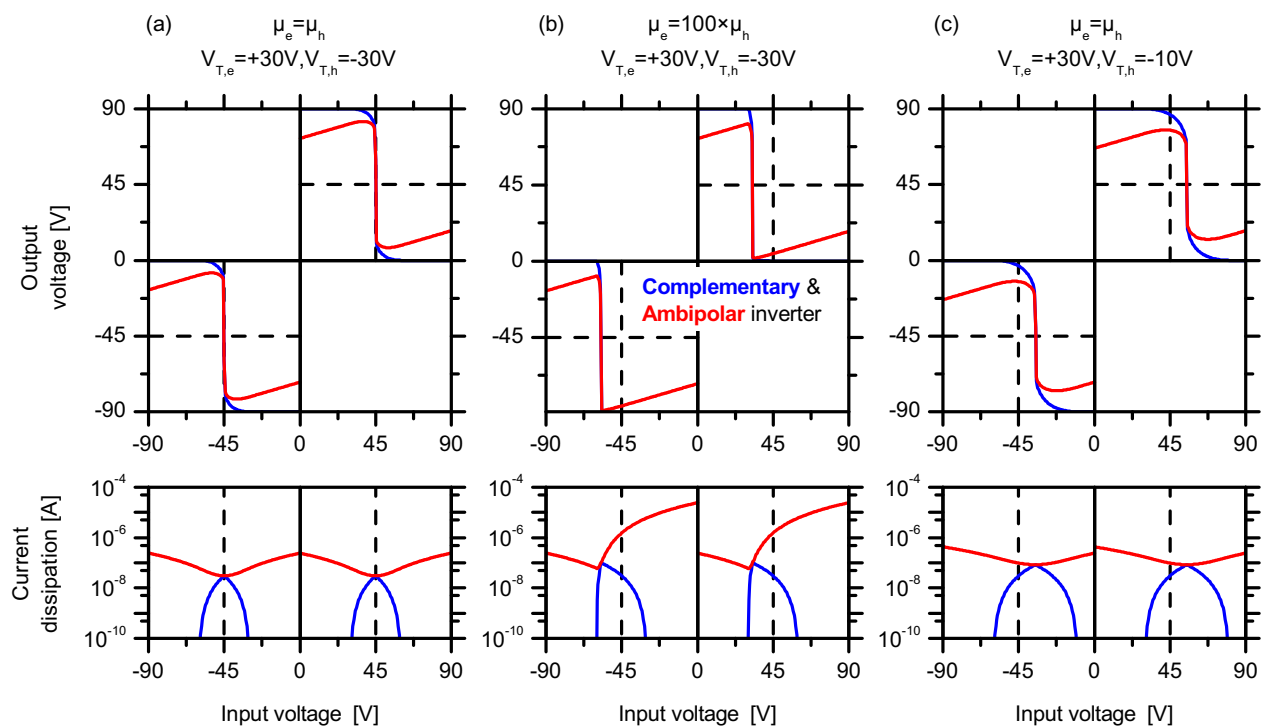 (a) μe=μh
VT,e=+30V,VT,h=-30V
(b) μe=100×μh
VT,e=+30V,VT,h=-30V
(c) μe=μh
VT,e=+30V,VT,h=-10V
Output
voltage [V]
90
45
0
-45
-90
-90 -45 0 45 90
90
45
0
-45
-90
-90 -45 0 45 90
Complementary &
Ambipolar inverter
90
45
0
-45
-90
-90 -45 0 45 90
Current
dissipation [A]
10-4
10-6
10-8
10-10
-90 -45 0 45 90
Input voltage [V]
10-4
10-6
10-8
10-10
-90 -45 0 45 90
Input voltage [V]
10-4
10-6
10-8
10-10
-90 -45 0 45 90
Input voltage [V]